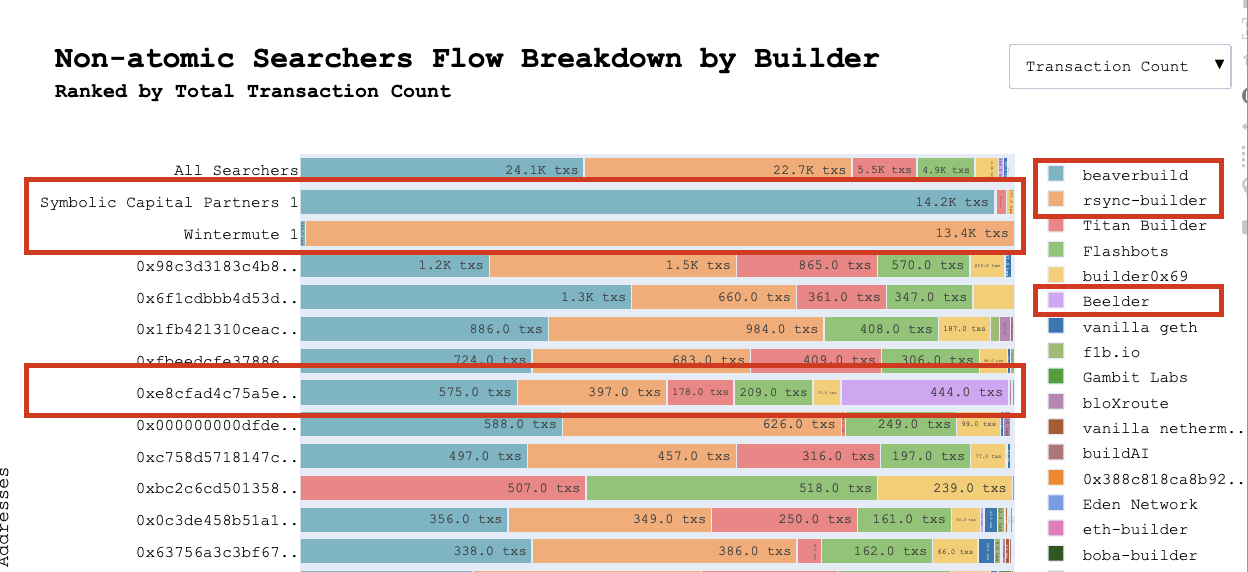 Non-atomic Searchers Flow Breakdown by Builder
Ranked by Total Transaction Count
Transaction Count ▼
All Searchers 24.1K txs 22.7K txs 5.5K txs 4.9K txs
Symbolic Capital Partners 1 14.2K txs
Wintermute 1 13.4K txs
0x98c3d3183c4b8.. 1.2K txs 1.5K txs 865.0 txs 570.0 txs
0x6f1cdbbb4d53d.. 1.3K txs 660.0 txs 361.0 txs 347.0 txs
0x1fb421310ceac.. 886.0 txs 984.0 txs 408.0 txs 187.0 txs
0xfbeedcfe37886.. 724.0 txs 683.0 txs 409.0 txs 306.0 txs
0xe8cfad4c75a5e.. 575.0 txs 397.0 txs 178.0 txs 209.0 txs 444.0 txs
0x000000000dfde.. 588.0 txs 626.0 txs 249.0 txs 99.0 txs
0xc758d5718147c.. 497.0 txs 457.0 txs 316.0 txs 197.0 txs 77.0 txs
0xbc2c6cd501358.. 507.0 txs 518.0 txs 239.0 txs
0x0c3de458b51a1.. 356.0 txs 349.0 txs 250.0 txs 161.0 txs
0x63756a3c3bf67.. 338.0 txs 386.0 txs 162.0 txs 66.0 txs
Addresses
beaverbuild
rsync-builder
Titan Builder
Flashbots
builder0x69
Beelder
vanilla geth
f1b.io
Gambit Labs
bloXroute
vanilla netherm..
buildAI
0x388c818ca8b92..
Eden Network
eth-builder
boba-builder